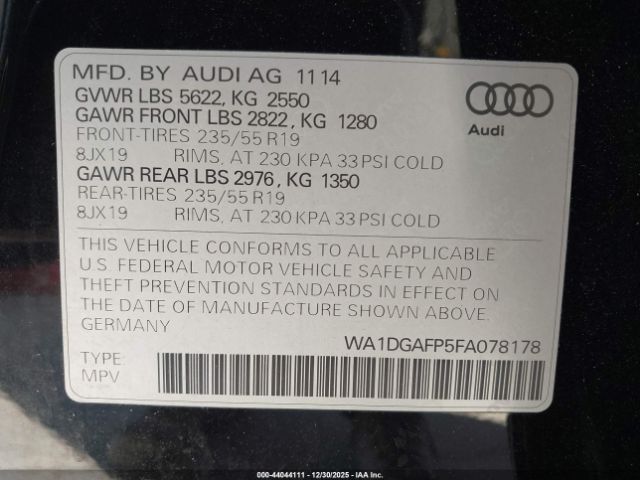 MFD. BY AUDI AG 11 14
GVWR LBS 5622, KG 2550
GAWR FRONT LBS 2822, KG 1280
FRONT-TIRES 235/55 R19
8JX19 RIMS, AT 230 KPA 33 PSI COLD
GAWR REAR LBS 2976, KG 1350
REAR-TIRES 235/55 R19
8JX19 RIMS, AT 230 KPA 33 PSI COLD
Audi
THIS VEHICLE CONFORMS TO ALL APPLICABLE
U.S. FEDERAL MOTOR VEHICLE SAFETY AND
THEFT PREVENTION STANDARDS IN EFFECT ON
THE DATE OF MANUFACTURE SHOWN ABOVE.
GERMANY
WA1DGAFP5FA078178
TYPE:
MPV
000-44044111 - 12/30/2025 - IAA Inc.